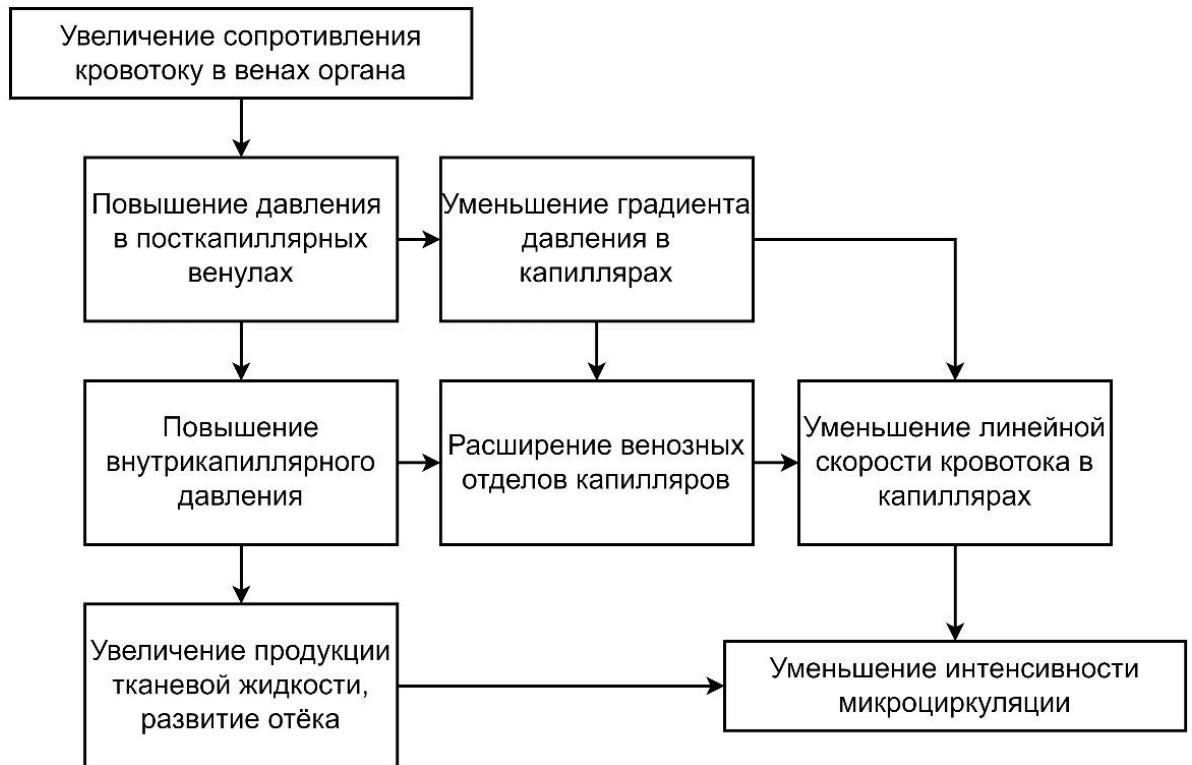 Увеличение сопротивления
кровотоку в венах органа
Повышение давления
в посткапиллярных
венулах
Уменьшение градиента
давления в
капиллярах
Повышение
внутрикапиллярного
давления
Расширение венозных
отделов капилляров
Уменьшение линейной
скорости кровотока в
капиллярах
Увеличение продукции
тканевой жидкости,
развитие отёка
Уменьшение интенсивности
микроциркуляции